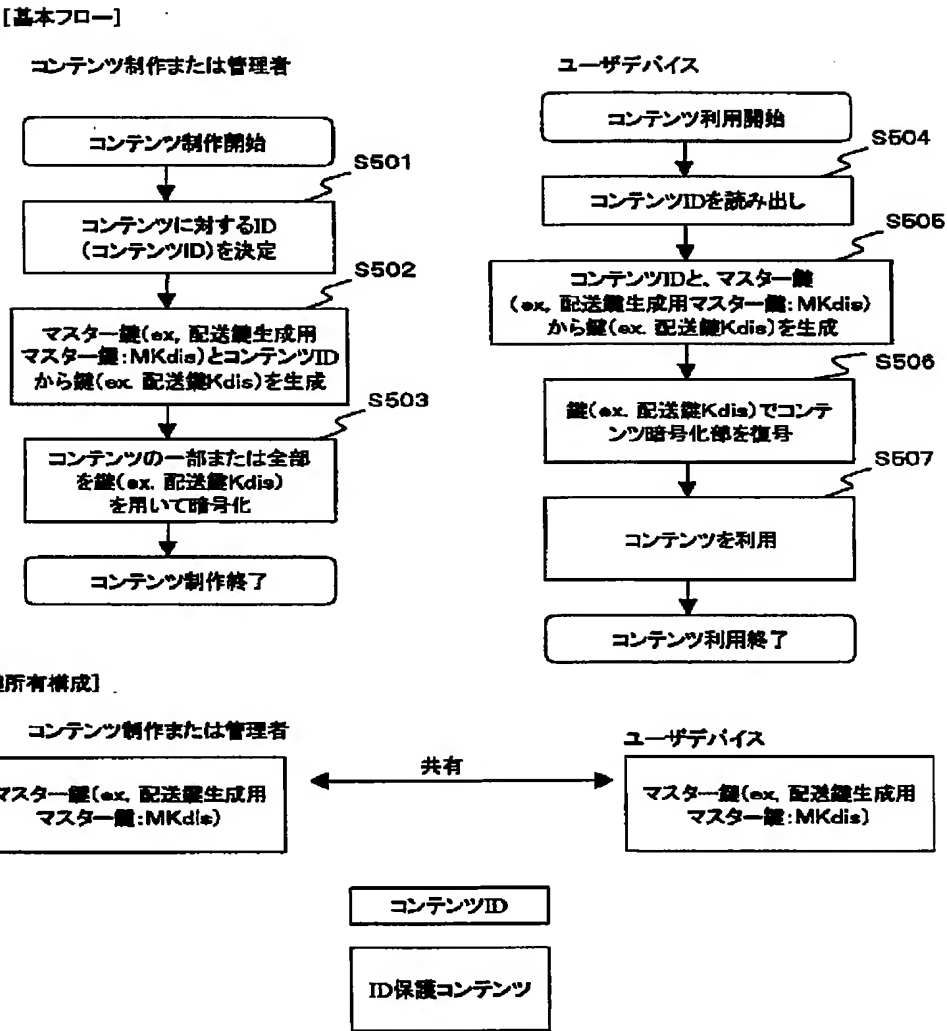 [基本フロー]
コンテンツ制作または管理者
コンテンツ制作開始
S501
コンテンツに対するID
(コンテンツID)を決定
S502
マスター鍵(ex, 配送鍵生成用
マスター鍵:MKdis)とコンテンツID
から鍵(ex. 配送鍵Kdis)を生成
S503
コンテンツの一部または全部
を鍵(ex. 配送鍵Kdis)
を用いて暗号化
コンテンツ制作終了
ユーザデバイス
コンテンツ利用開始
S504
コンテンツIDを読み出し
S505
コンテンツIDと、マスター鍵
(ex, 配送鍵生成用マスター鍵:MKdis)
から鍵(ex. 配送鍵Kdis)を生成
S506
鍵(ex. 配送鍵Kdis)でコンテ
ンツ暗号化部を復号
S507
コンテンツを利用
コンテンツ利用終了
所有構成]
コンテンツ制作または管理者
ユーザデバイス
マスター鍵(ex, 配送鍵生成用
マスター鍵:MKdis)
共有
マスター鍵(ex, 配送鍵生成用
マスター鍵:MKdis)
コンテンツID
ID保護コンテンツ